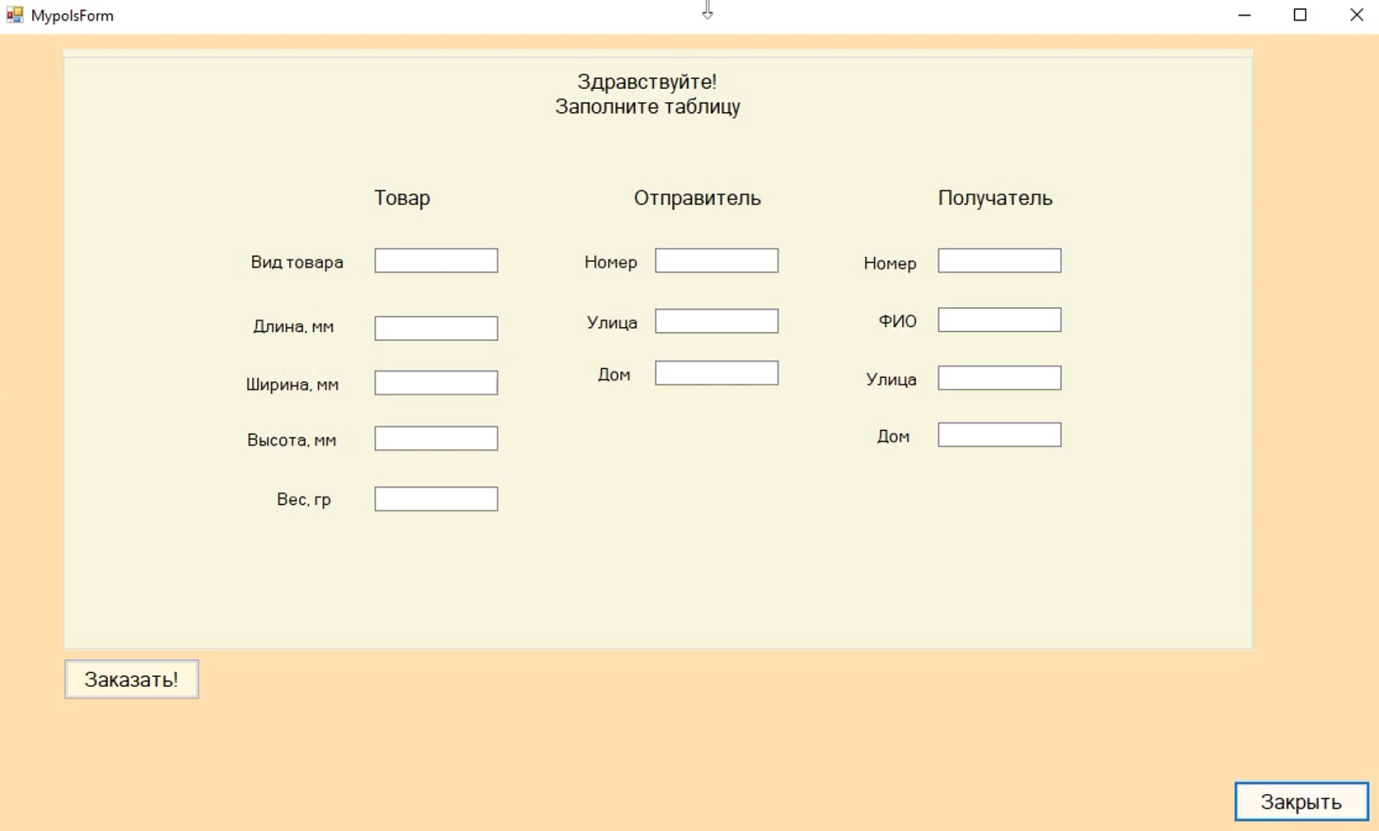 MypolsForm
Здравствуйте!
Заполните таблицу
Товар
Отправитель
Получатель
Вид товара
Номер
Номер
Длина, мм
Улица
ФИО
Ширина, мм
Дом
Улица
Высота, мм
Дом
Вес, гр
Заказать!
Закрыть